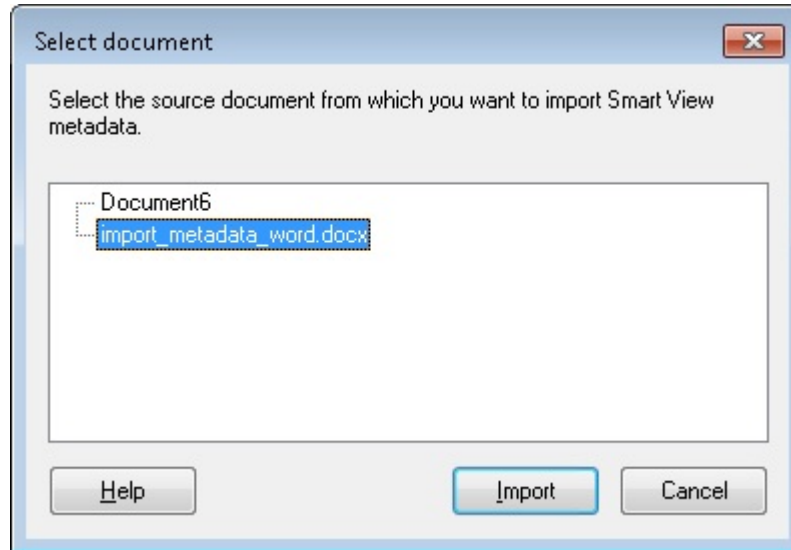 Select document
Select the source document from which you want to import Smart View
metadata.
Document6
import_metadata_word.docx
Help Import Cancel